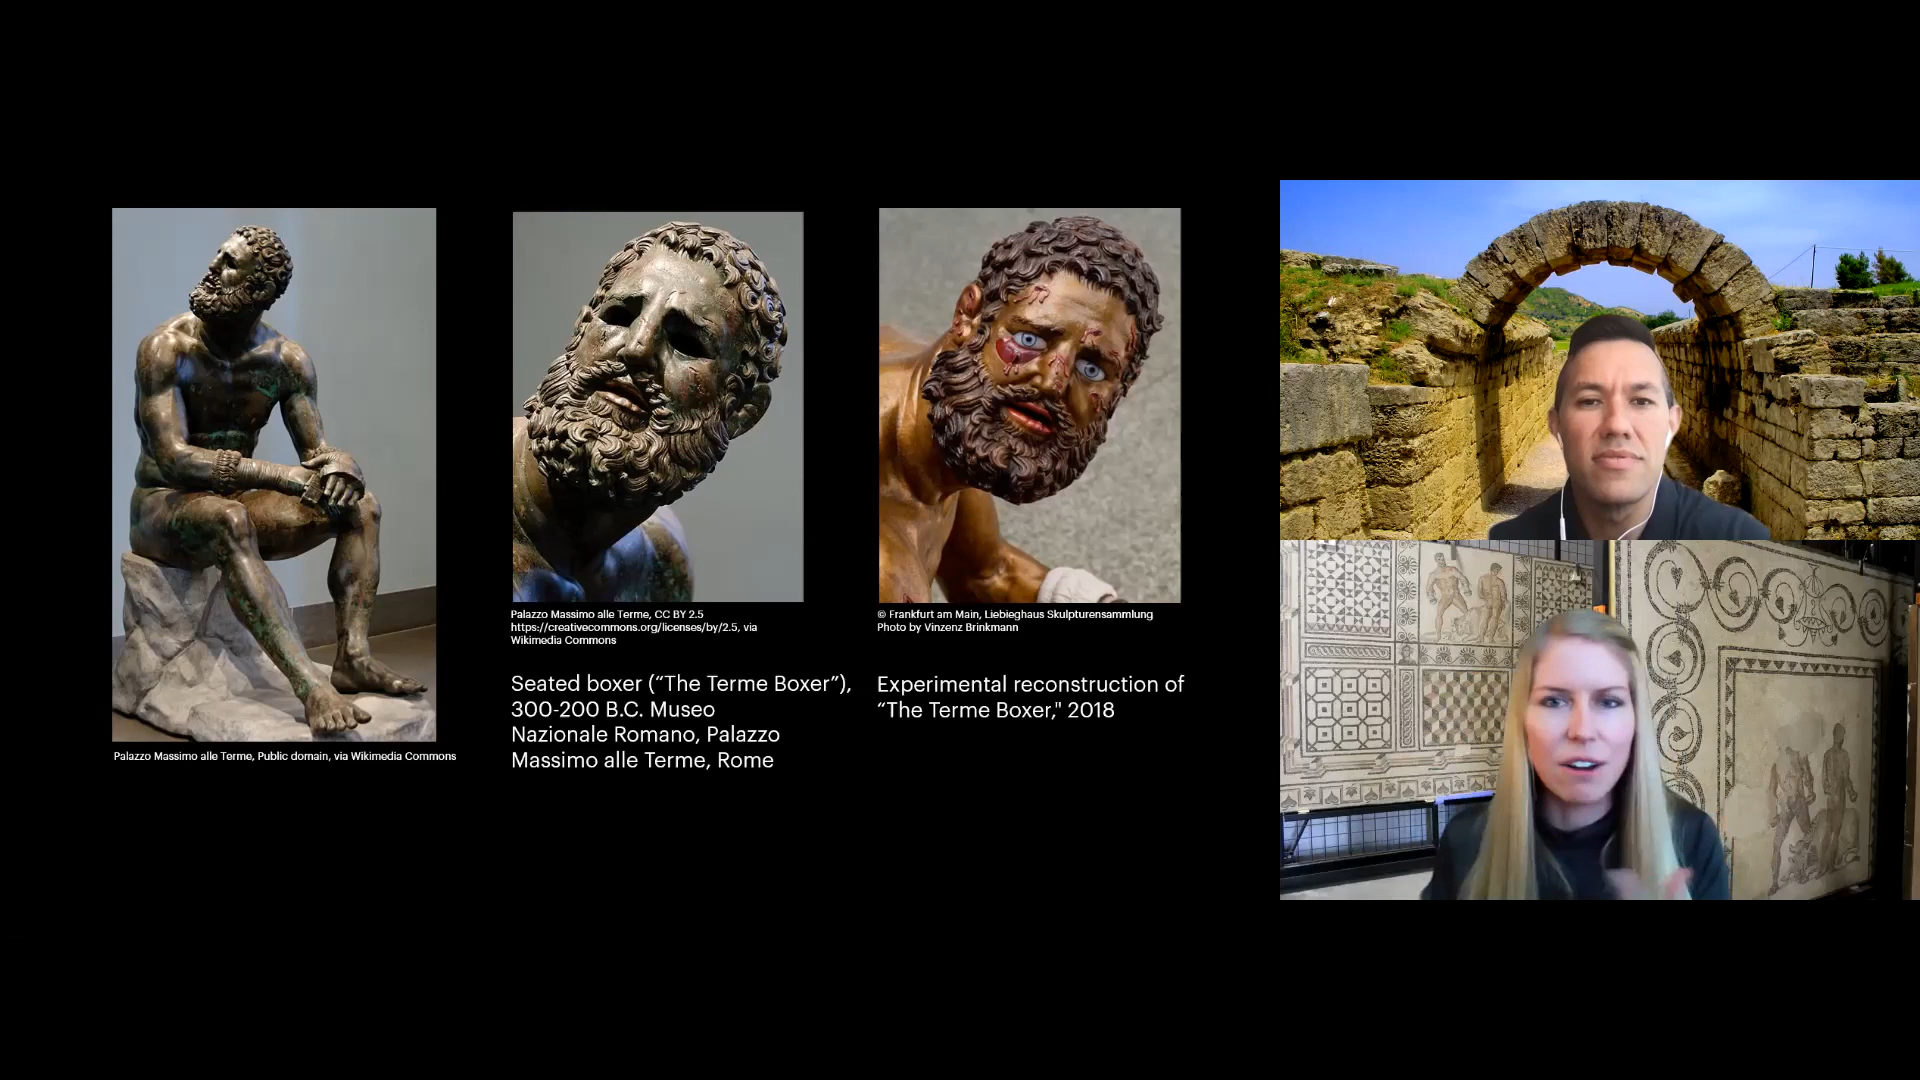 Palazzo Massimo alle Terme, Public domain, via Wikimedia Commons
Palazzo Massimo alle Terme, CC BY 2.5
https://creativecommons.org/licenses/by/2.5, via
Wikimedia Commons
Seated boxer (“The Terme Boxer”),
300-200 B.C. Museo
Nazionale Romano, Palazzo
Massimo alle Terme, Rome
© Frankfurt am Main, Liebieghaus Skulpturensammlung
Photo by Vinzenz Brinkmann
Experimental reconstruction of
“The Terme Boxer," 2018